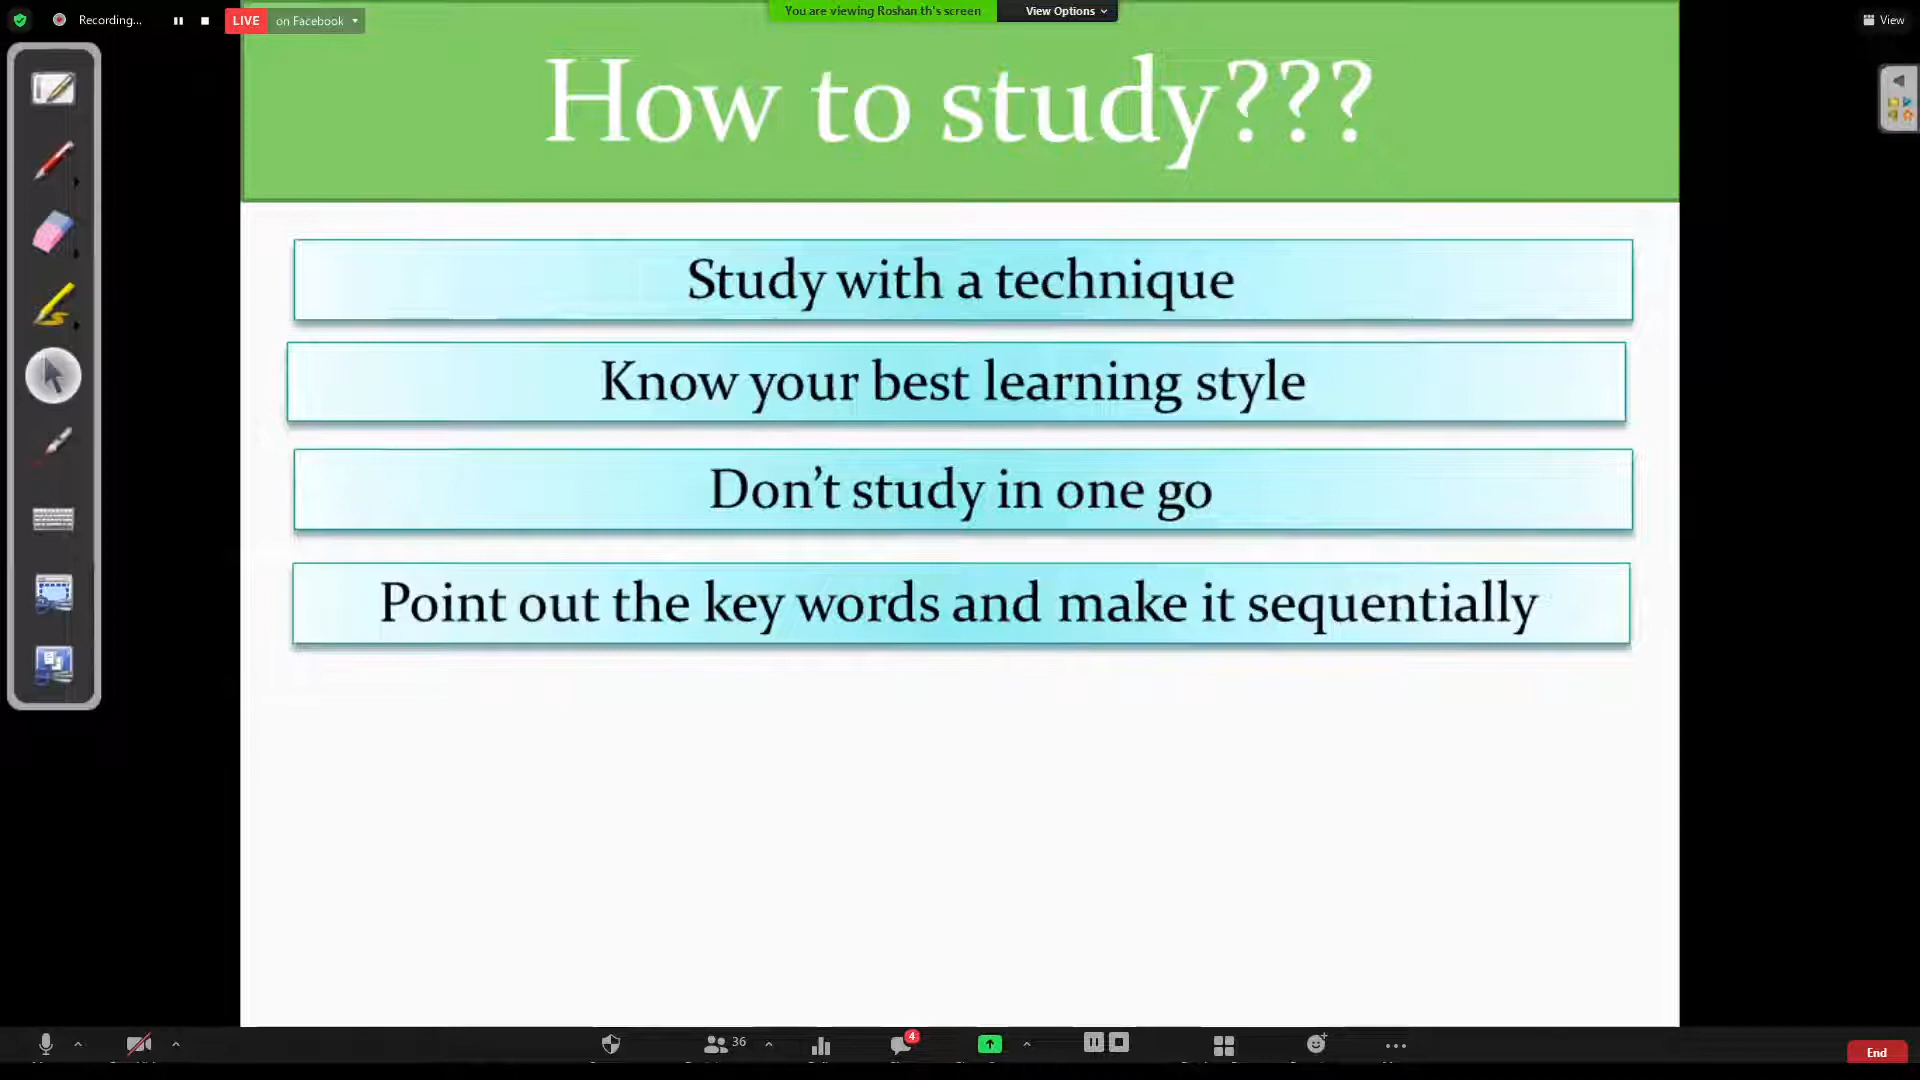 Recording...
LIVE on Facebook
You are viewing Roshan th's screen
View Options
View
How to study???
Study with a technique
Know your best learning style
Don't study in one go
Point out the key words and make it sequentially
36
4
End